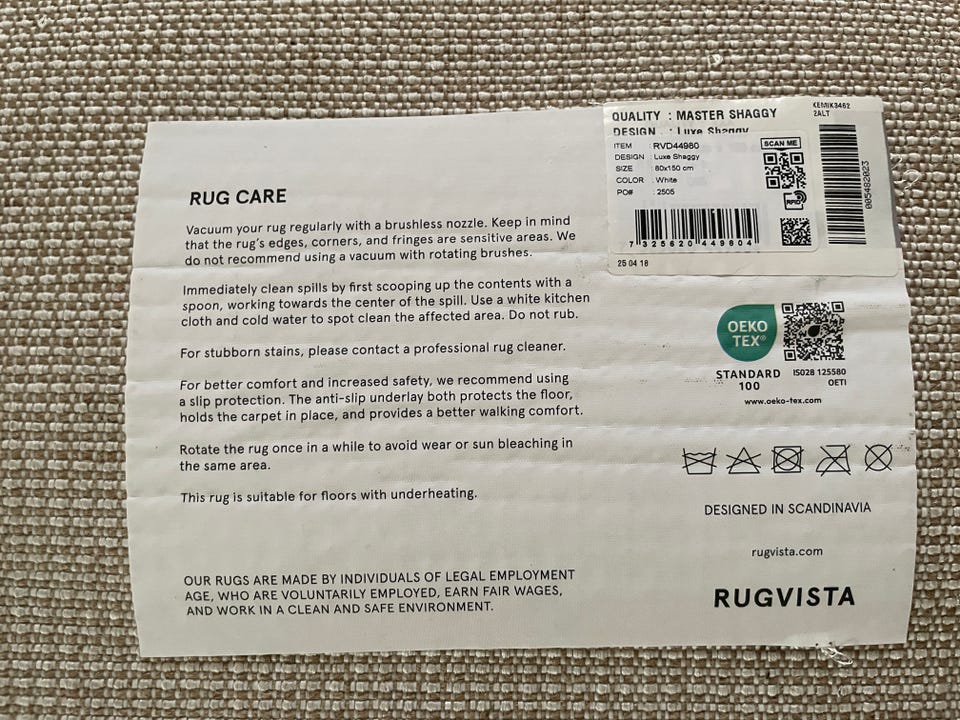 RUG CARE
Vacuum your rug regularly with a brushless nozzle. Keep in mind
that the rug's edges, corners, and fringes are sensitive areas. We
do not recommend using a vacuum with rotating brushes.
Immediately clean spills by first scooping up the contents with a
spoon, working towards the center of the spill. Use a white kitchen
cloth and cold water to spot clean the affected area. Do not rub.
For stubborn stains, please contact a professional rug cleaner.
For better comfort and increased safety, we recommend using
a slip protection. The anti-slip underlay both protects the floor,
holds the carpet in place, and provides a better walking comfort.
Rotate the rug once in a while to avoid wear or sun bleaching in
the same area.
This rug is suitable for floors with underheating.
OUR RUGS ARE MADE BY INDIVIDUALS OF LEGAL EMPLOYMENT
AGE, WHO ARE VOLUNTARILY EMPLOYED, EARN FAIR WAGES,
AND WORK IN A CLEAN AND SAFE ENVIRONMENT.
QUALITY : MASTER SHAGGY
DESIGN : Luxe Shaggy
KEMIK3462
2ALT
ITEM : RVD44980
DESIGN : Luxe Shaggy
SIZE : 80x150 cm
COLOR : White
PO# : 2505
SCAN ME
RFID
7 325620 449804
005482023
25 04 18
OEKO
TEX®
STANDARD
100
IS028 125580
OETI
www.oeko-tex.com
DESIGNED IN SCANDINAVIA
rugvista.com
RUGVISTA